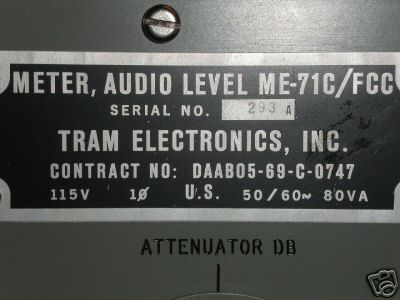 METER, AUDIO LEVEL ME-71C/FCC
SERIAL NO. 293 A
TRAM ELECTRONICS, INC.
CONTRACT NO: DAAB05-69-C-0747
115V 1Ø U.S. 50/60~ 80VA
ATTENUATOR DB